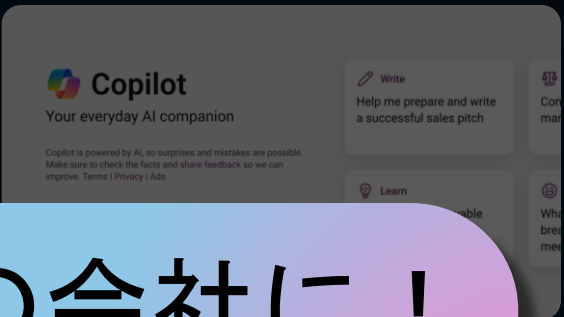 Copilot
Your everyday AI companion
Copilot is powered by AI, so surprises and mistakes are possible.
Make sure to check the facts and share feedback so we can
improve. Terms | Privacy | Ads
Write
Help me prepare and write
a successful sales pitch
Learn
会社に！